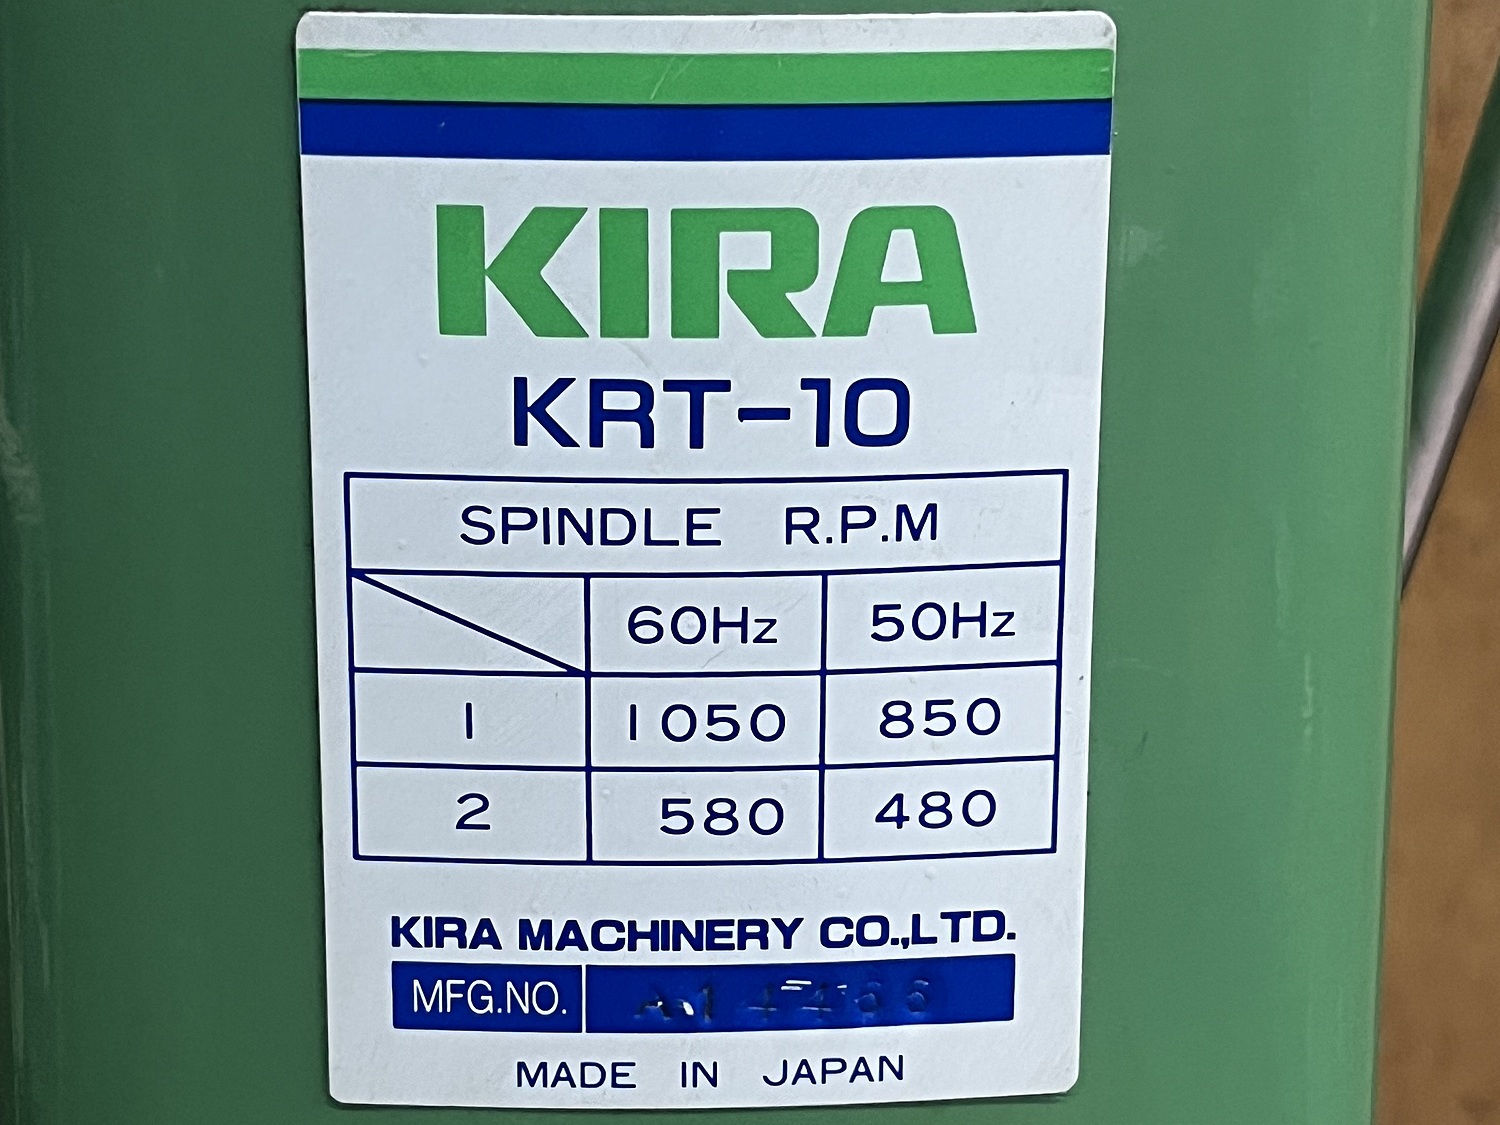 KIRA
KRT-10
SPINDLE R.P.M
60Hz 50Hz
1 1050 850
2 580 480
KIRA MACHINERY CO.,LTD.
MFG.NO.
MADE IN JAPAN